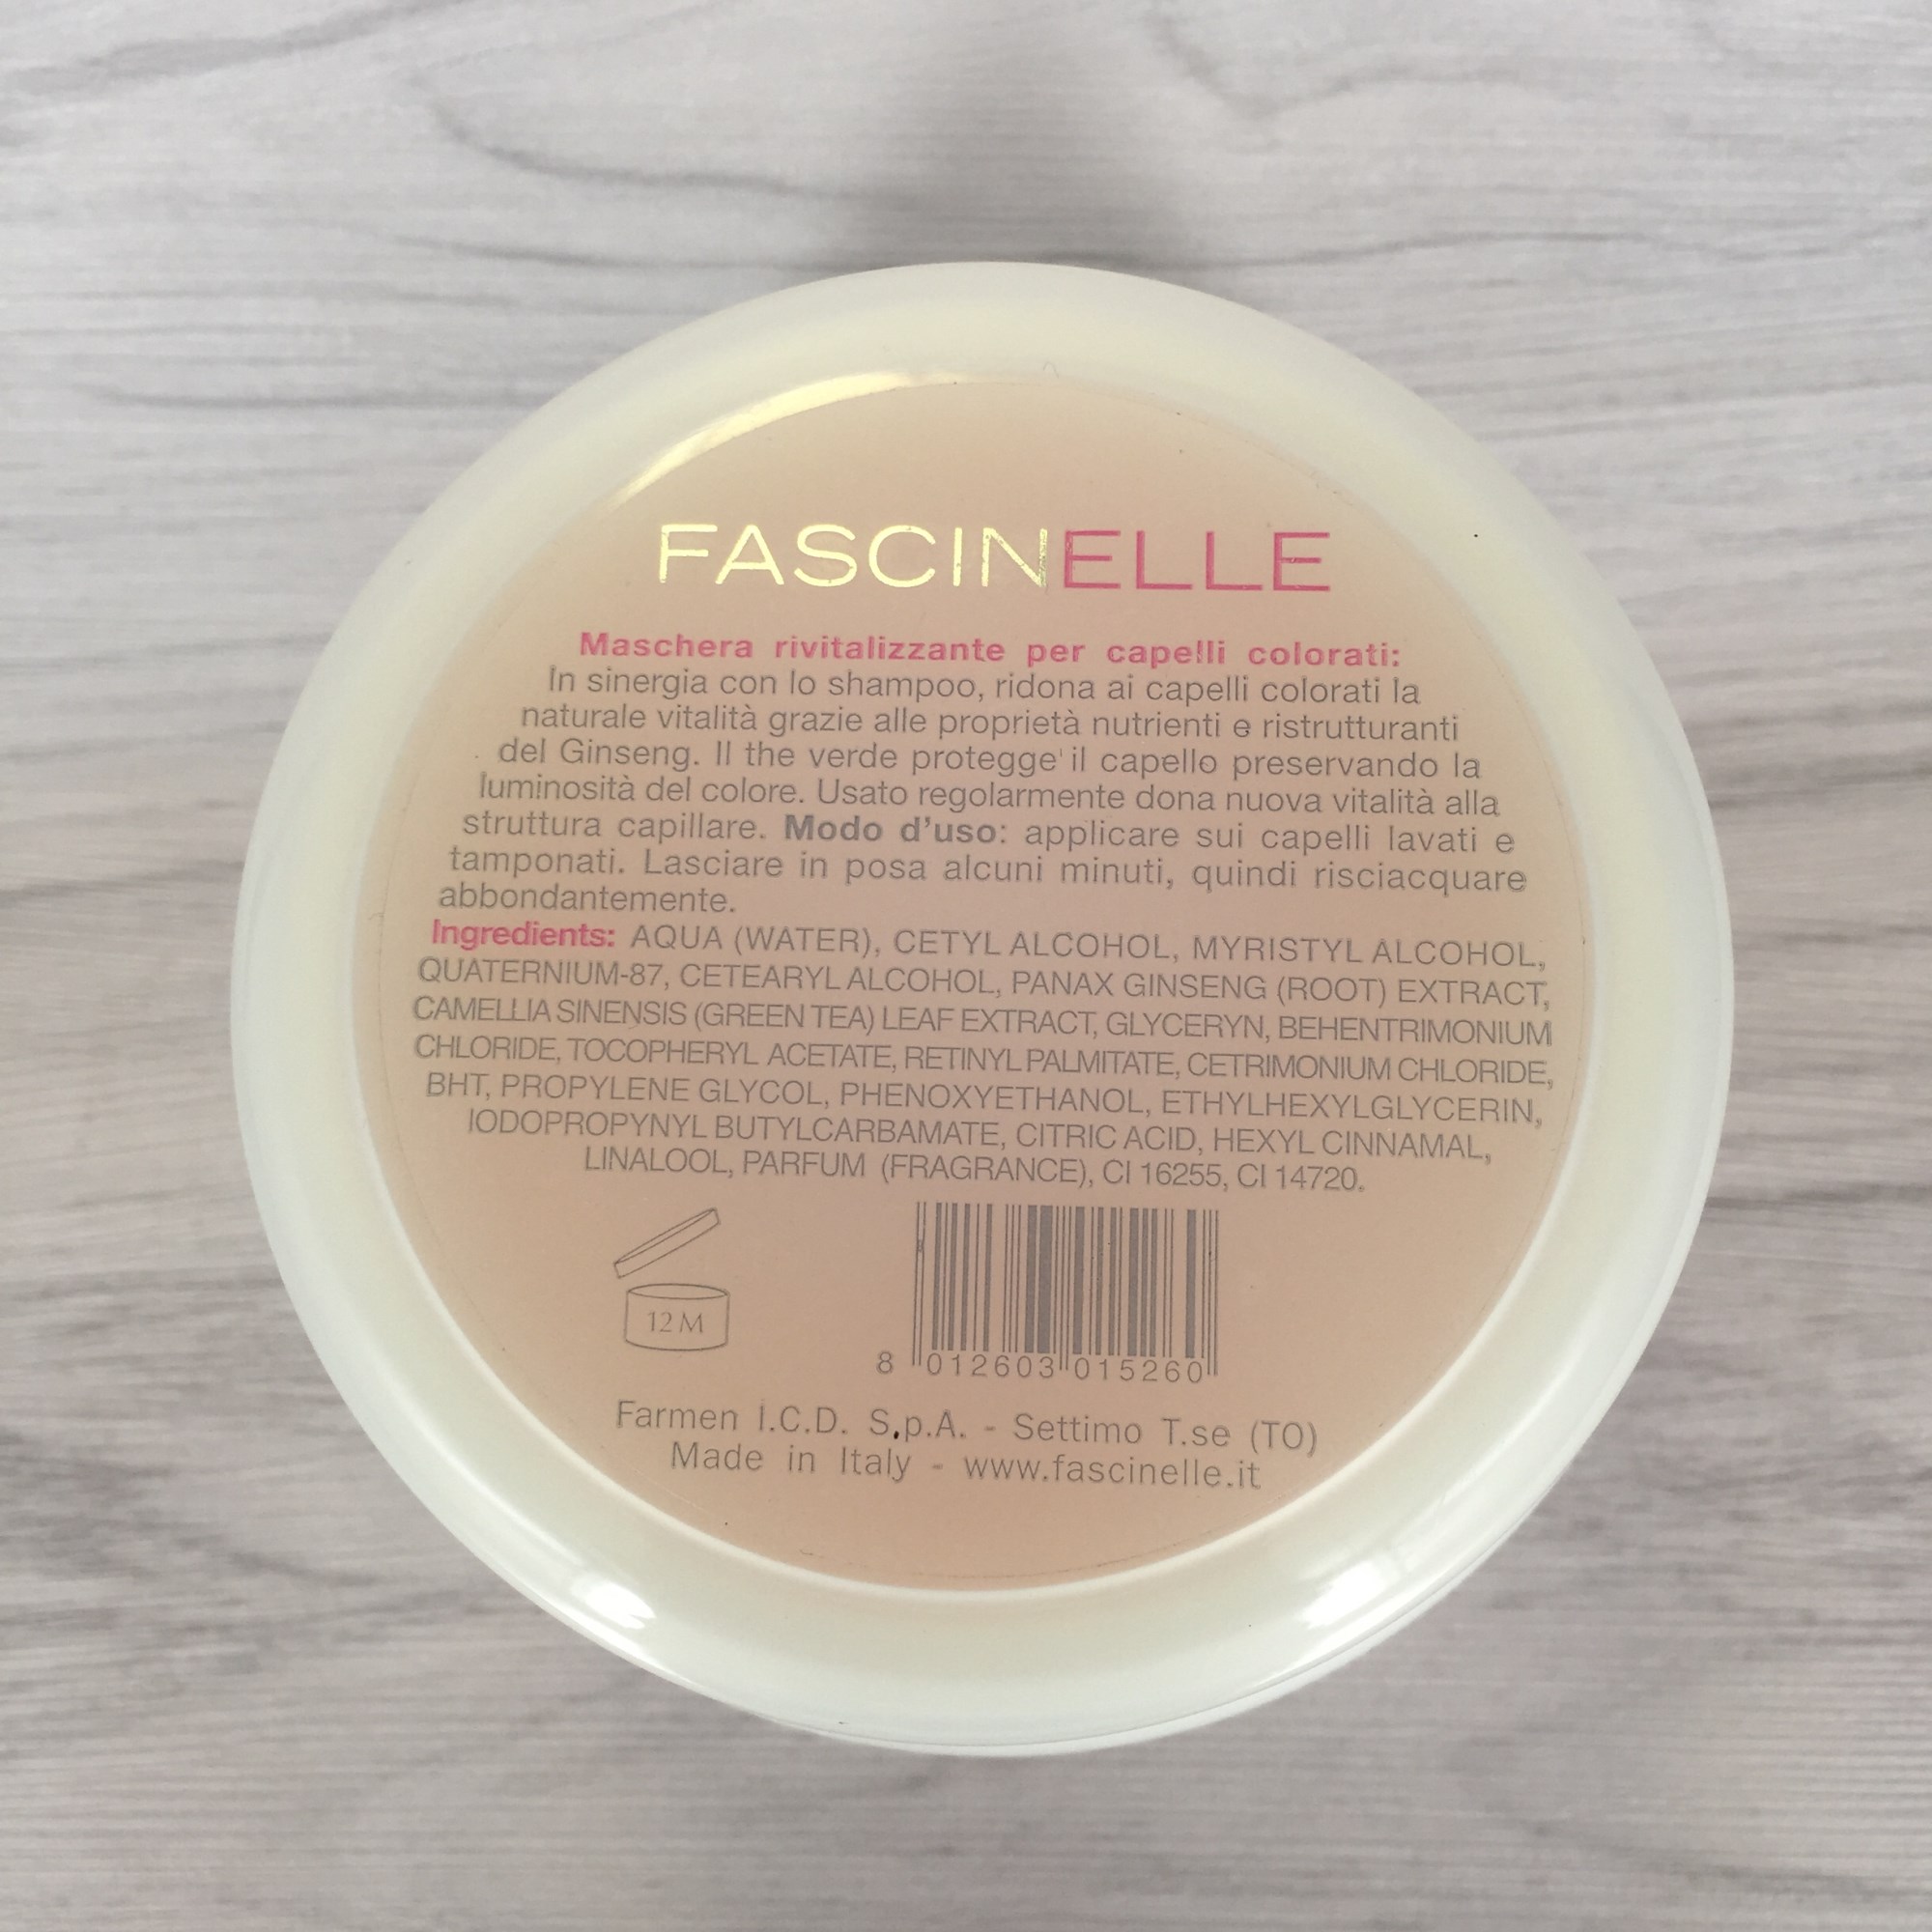 FASCINELLE
Maschera rivitalizzante per capelli colorati:
In sinergia con lo shampoo, ridona ai capelli colorati la
naturale vitalità grazie alle proprietà nutrienti e ristrutturanti
del Ginseng. Il the verde protegge il capello preservando la
luminosità del colore. Usato regolarmente dona nuova vitalità alla
struttura capillare. Modo d’uso: applicare sui capelli lavati e
tamponati. Lasciare in posa alcuni minuti, quindi risciacquare
abbondantemente.
Ingredients: AQUA (WATER), CETYL ALCOHOL, MYRISTYL ALCOHOL,
QUATERNIUM-87, CETEARYL ALCOHOL, PANAX GINSENG (ROOT) EXTRACT,
CAMELLIA SINENSIS (GREEN TEA) LEAF EXTRACT, GLYCERYN, BEHENTRIMONIUM
CHLORIDE, TOCOPHERYL ACETATE, RETINYL PALMITATE, CETRIMONIUM CHLORIDE,
BHT, PROPYLENE GLYCOL, PHENOXYETHANOL, ETHYLHEXYLGLYCERIN,
IODOPROPYNYL BUTYLCARBAMATE, CITRIC ACID, HEXYL CINNAMAL,
LINALOOL, PARFUM (FRAGRANCE), CI 16255, CI 14720.
12 M
8 012603 015260
Farmen I.C.D. S.p.A. - Settimo T.se (TO)
Made in Italy - www.fascinelle.it